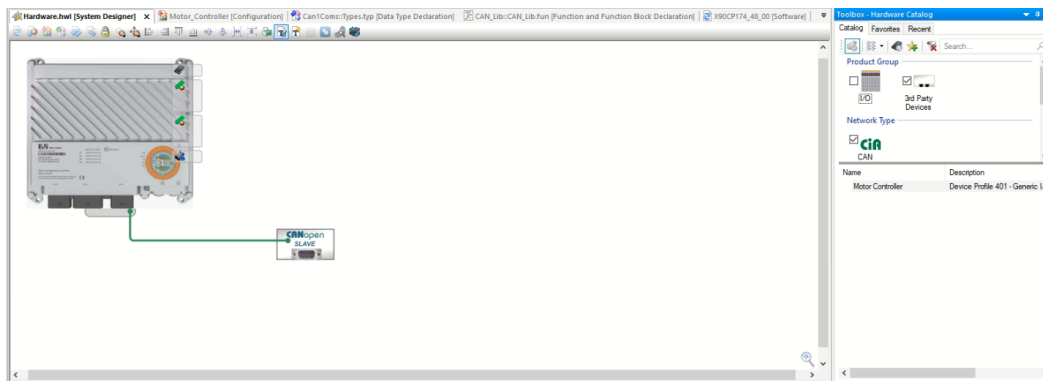 Hardware.hwl [System Designer] x Motor_Controller [Configuration] Can1Coms::Types.typ [Data Type Declaration] CAN_Lib::CAN_Lib.fun [Function and Function Block Declaration] X90CP174_48_00 [Software]
Toolbox - Hardware Catalog
Catalog Favorites Recent
Search...
Product Group
I/O
3rd Party
Devices
Network Type
CiA
CAN
Name Description
Motor Controller Device Profile 401 - Generic I/
CANopen
SLAVE